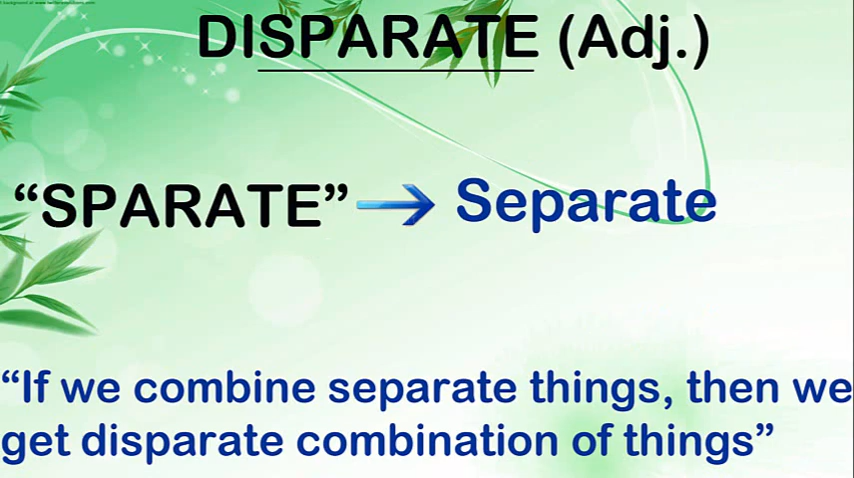 DISPARATE (Adj.)
“SPARATE” → Separate
“If we combine separate things, then we
get disparate combination of things”